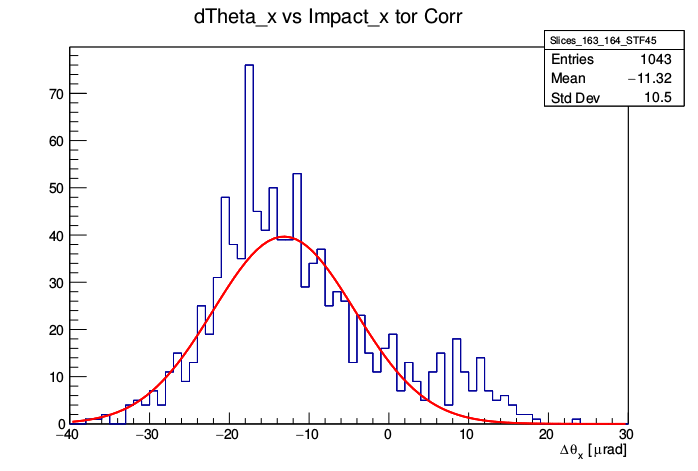 dTheta_x vs Impact_x tor Corr
Slices_163_164_STF45
Entries 1043
Mean −11.32
Std Dev 10.5
70
60
50
40
30
20
10
0
−40 −30 −20 −10 0 10 20 30
Δθx [μrad]